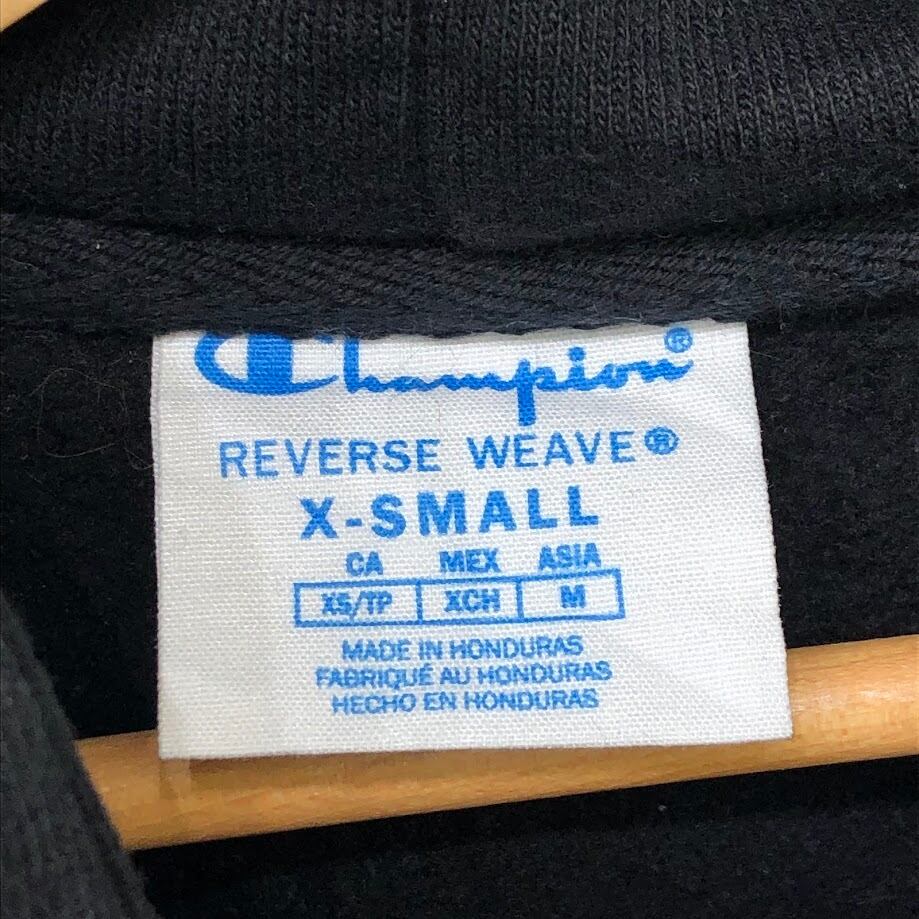 Champion®
REVERSE WEAVE®
X-SMALL
CA MEX ASIA
XS/TP XCH M
MADE IN HONDURAS
FABRIQUÉ AU HONDURAS
HECHO EN HONDURAS